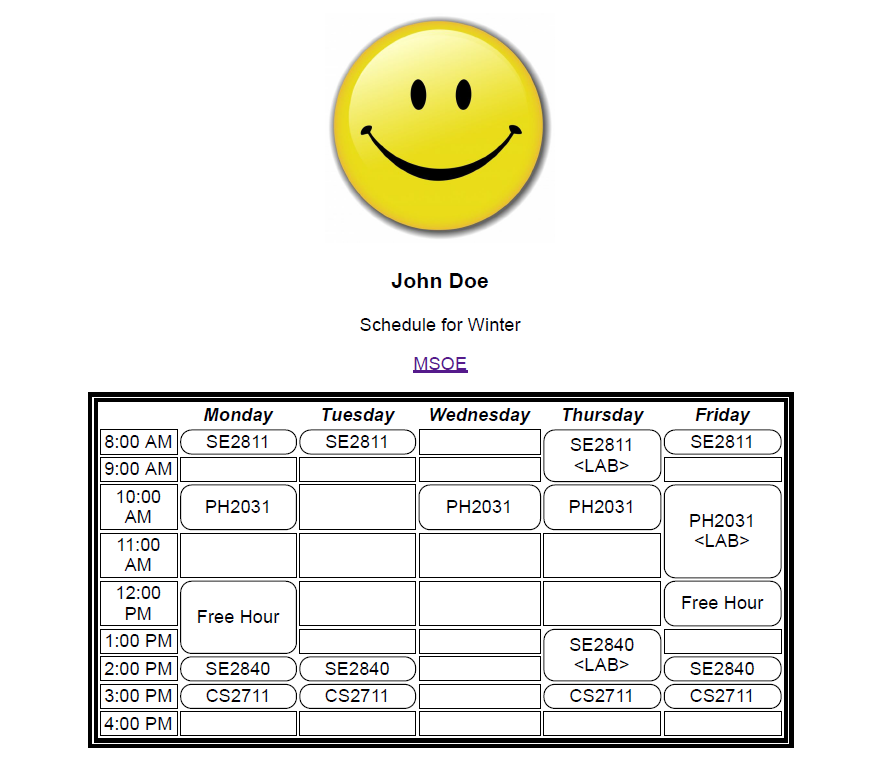 John Doe
Schedule for Winter
MSOE
Monday Tuesday Wednesday Thursday Friday
8:00 AM SE2811 SE2811 SE2811 <LAB> SE2811
9:00 AM
10:00 AM PH2031 PH2031 PH2031 PH2031 <LAB>
11:00 AM
12:00 PM Free Hour Free Hour
1:00 PM SE2840 <LAB>
2:00 PM SE2840 SE2840 SE2840
3:00 PM CS2711 CS2711 CS2711 CS2711
4:00 PM